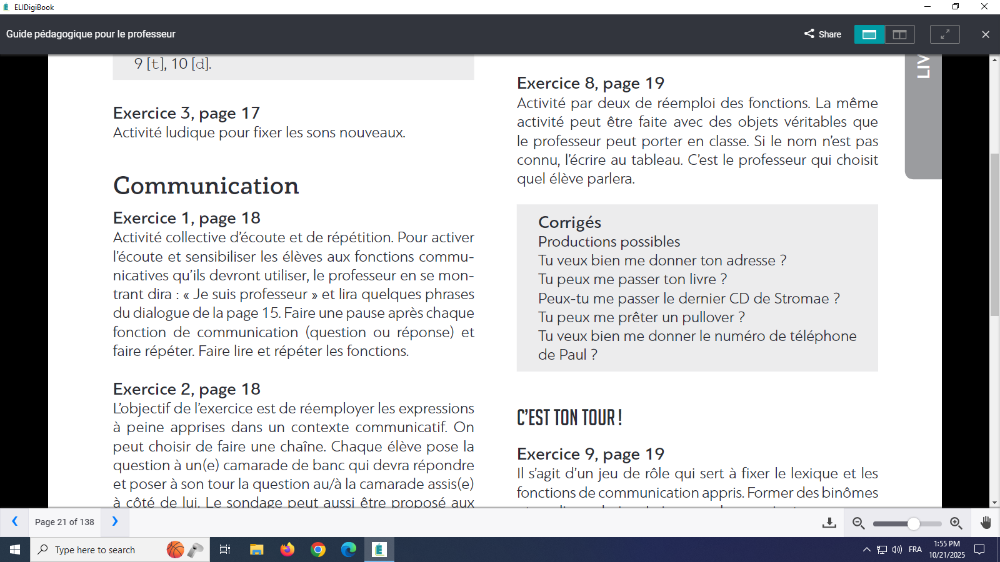 ELIDigiBook
Guide pédagogique pour le professeur
Share
9 [t], 10 [d].
Exercice 3, page 17
Activité ludique pour fixer les sons nouveaux.
Communication
Exercice 1, page 18
Activité collective d’écoute et de répétition. Pour activer
l’écoute et sensibiliser les élèves aux fonctions commu-
nicatives qu’ils devront utiliser, le professeur en se mon-
trant dira : « Je suis professeur » et lira quelques phrases
du dialogue de la page 15. Faire une pause après chaque
fonction de communication (question ou réponse) et
faire répéter. Faire lire et répéter les fonctions.
Exercice 2, page 18
L’objectif de l’exercice est de réemployer les expressions
à peine apprises dans un contexte communicatif. On
peut choisir de faire une chaîne. Chaque élève pose la
question à un(e) camarade de banc qui devra répondre
et poser à son tour la question au/à la camarade assis(e)
à côté de lui. Le sondage peut aussi être proposé aux
Exercice 8, page 19
Activité par deux de réemploi des fonctions. La même
activité peut être faite avec des objets véritables que
le professeur peut porter en classe. Si le nom n’est pas
connu, l’écrire au tableau. C’est le professeur qui choisit
quel élève parlera.
Corrigés
Productions possibles
Tu veux bien me donner ton adresse ?
Tu peux me passer ton livre ?
Peux-tu me passer le dernier CD de Stromae ?
Tu peux me prêter un pullover ?
Tu veux bien me donner le numéro de téléphone
de Paul ?
C’EST TON TOUR !
Exercice 9, page 19
Il s’agit d’un jeu de rôle qui sert à fixer le lexique et les
fonctions de communication appris. Former des binômes
LIV
Page 21 of 138
Type here to search
FRA
1:55 PM
10/21/2025